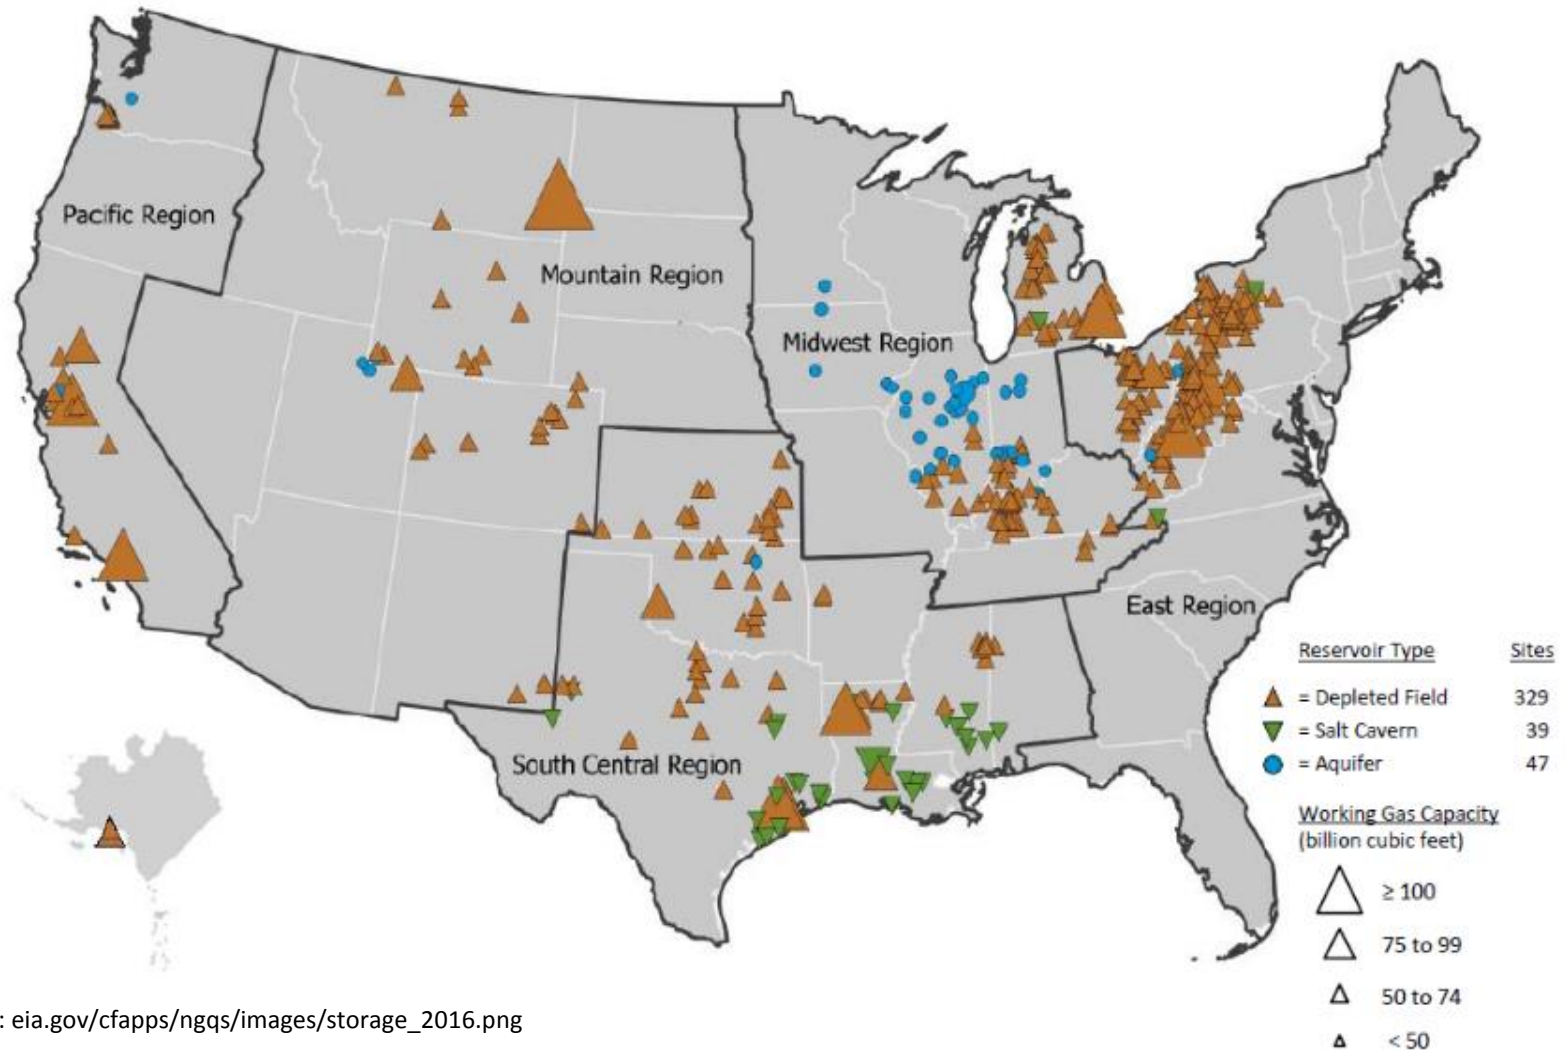 Pacific Region
Mountain Region
Midwest Region
East Region
South Central Region
Reservoir Type Sites
= Depleted Field 329
= Salt Cavern 39
= Aquifer 47
Working Gas Capacity
(billion cubic feet)
≥ 100
75 to 99
50 to 74
< 50
: eia.gov/cfapps/ngqs/images/storage_2016.png